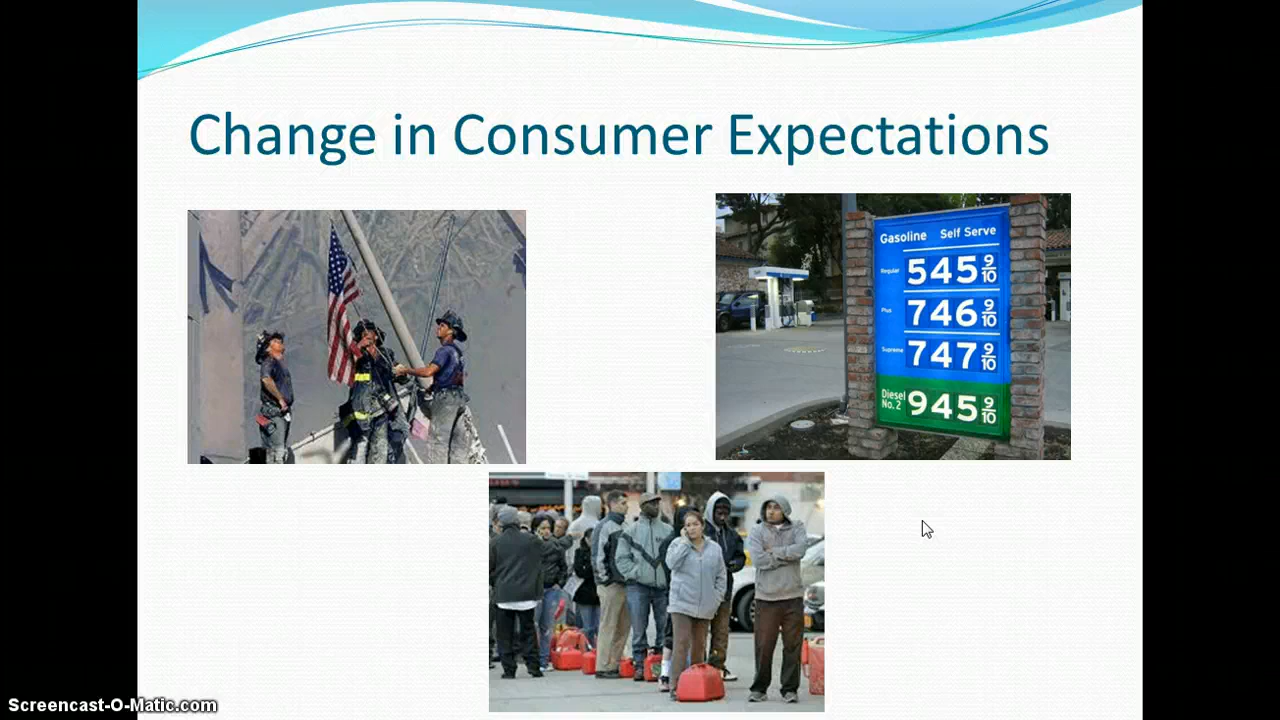 Change in Consumer Expectations
Gasoline Self Serve
Regular 545 9/10
Plus 746 9/10
Supreme 747 9/10
Diesel No. 2 945 9/10
Screencast-O-Matic.com